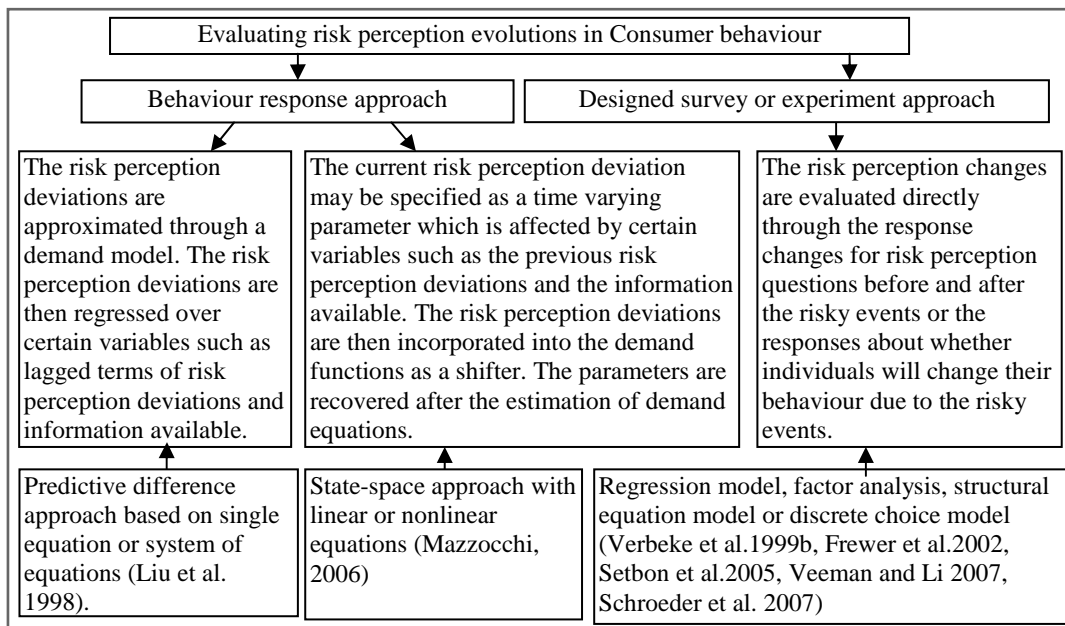 Evaluating risk perception evolutions in Consumer behaviour
Behaviour response approach
Designed survey or experiment approach
The risk perception
deviations are
approximated through a
demand model. The risk
perception deviations are
then regressed over
certain variables such as
lagged terms of risk
perception deviations and
information available.
The current risk perception deviation
may be specified as a time varying
parameter which is affected by certain
variables such as the previous risk
perception deviations and the information
available. The risk perception deviations
are then incorporated into the demand
functions as a shifter. The parameters are
recovered after the estimation of demand
equations.
The risk perception changes
are evaluated directly
through the response
changes for risk perception
questions before and after
the risky events or the
responses about whether
individuals will change their
behaviour due to the risky
events.
Predictive difference
approach based on single
equation or system of
equations (Liu et al.
1998).
State-space approach with
linear or nonlinear
equations (Mazzocchi,
2006)
Regression model, factor analysis, structural
equation model or discrete choice model
(Verbeke et al.1999b, Frewer et al.2002,
Setbon et al.2005, Veeman and Li 2007,
Schroeder et al. 2007)